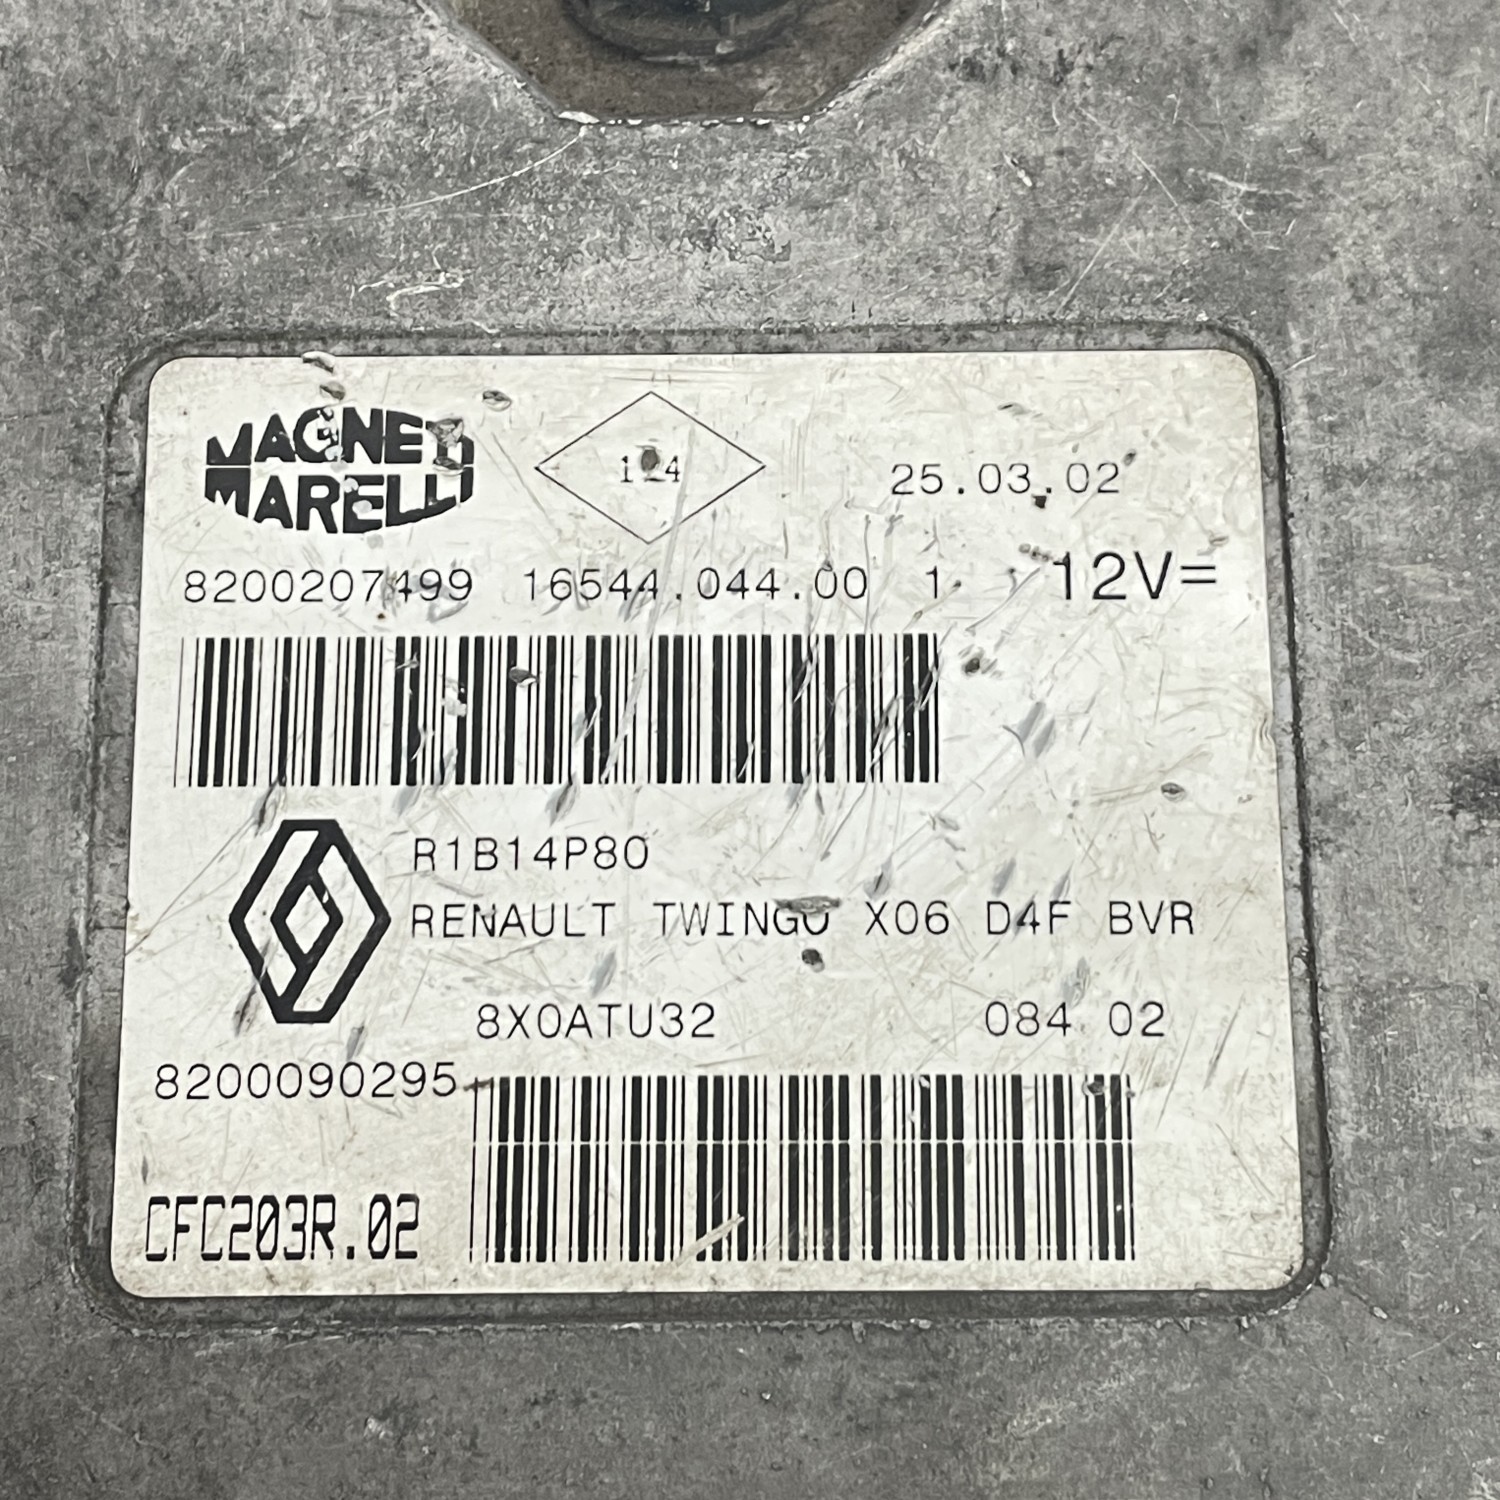 MAGNETI
MARELLI
25.03.02
8200207499 16544.044.00 1 12V=
R1B14P80
RENAULT TWINGO X06 D4F BVR
8X0ATU32 084 02
8200090295
CFC203R.02